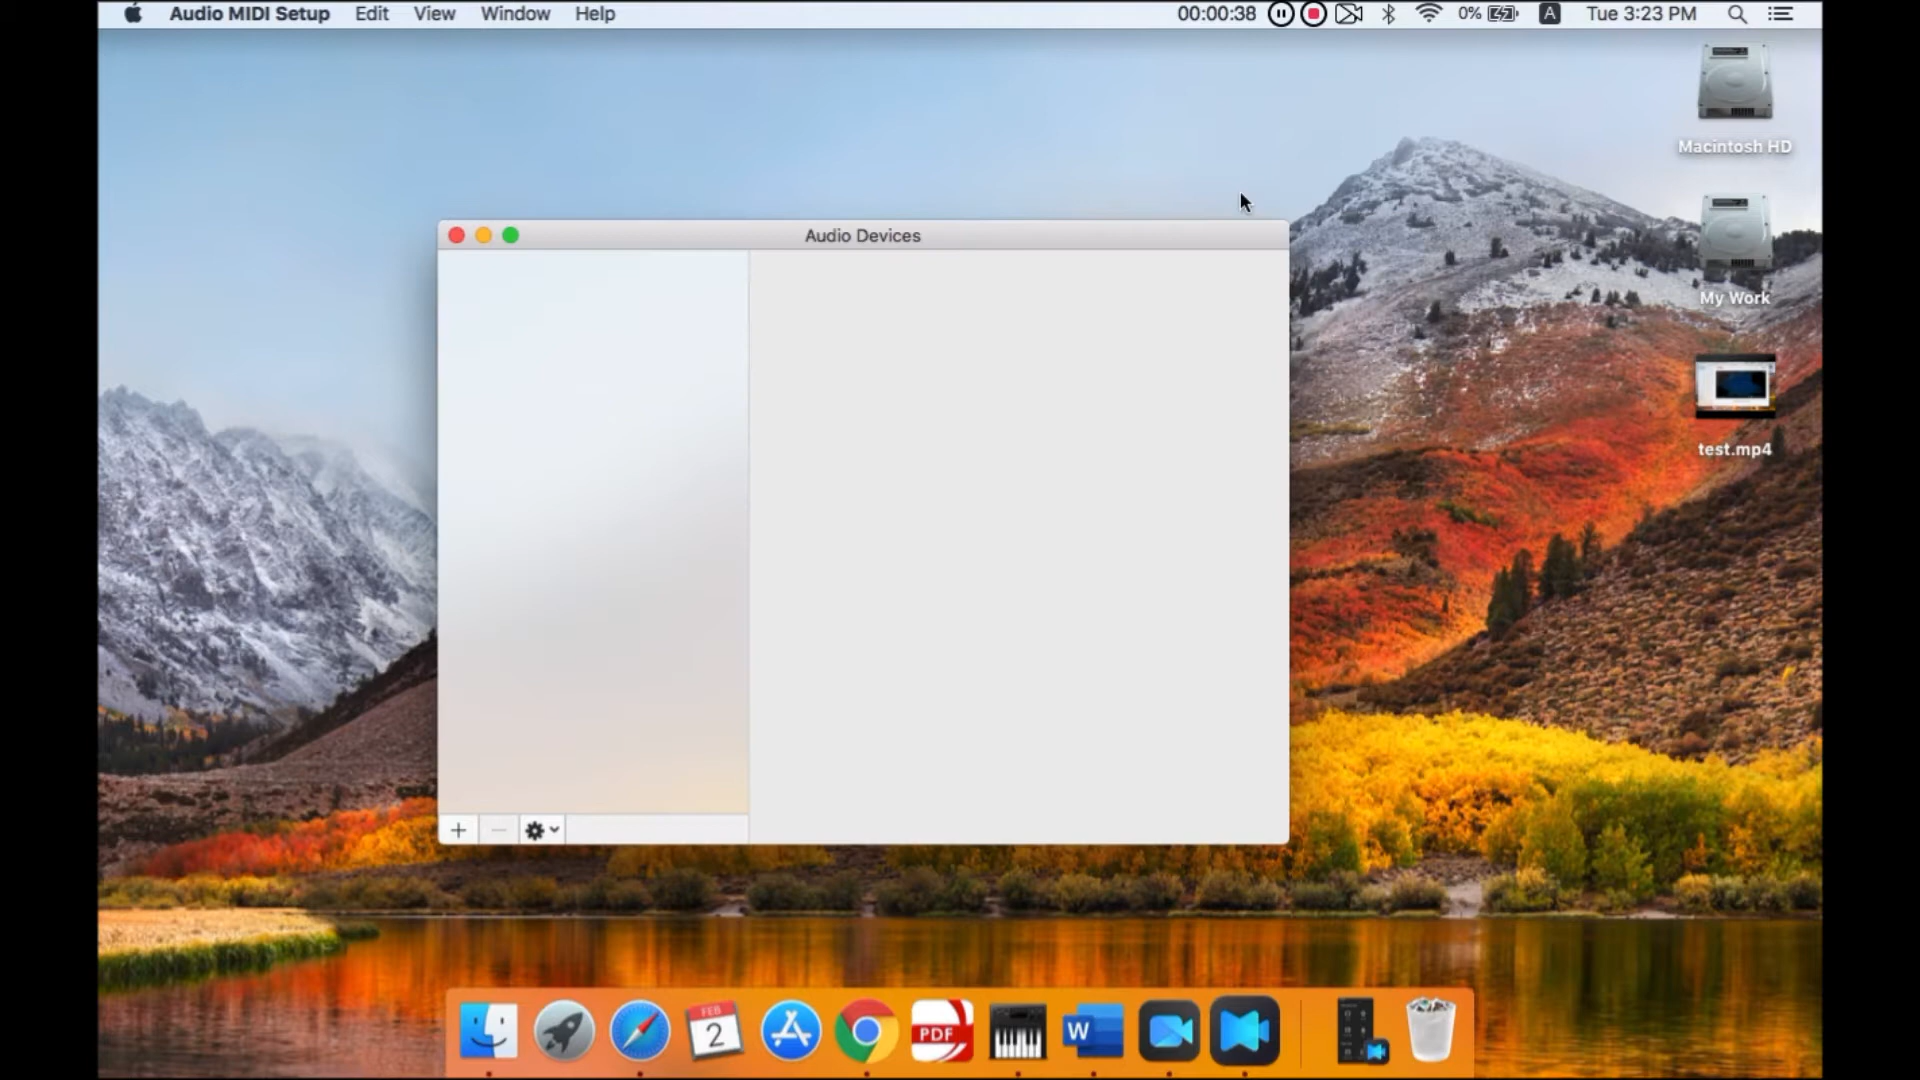 Audio MIDI Setup Edit View Window Help 00:00:38 0% A Tue 3:23 PM
Macintosh HD
Audio Devices
My Work
test.mp4
FEB
2
PDF
W